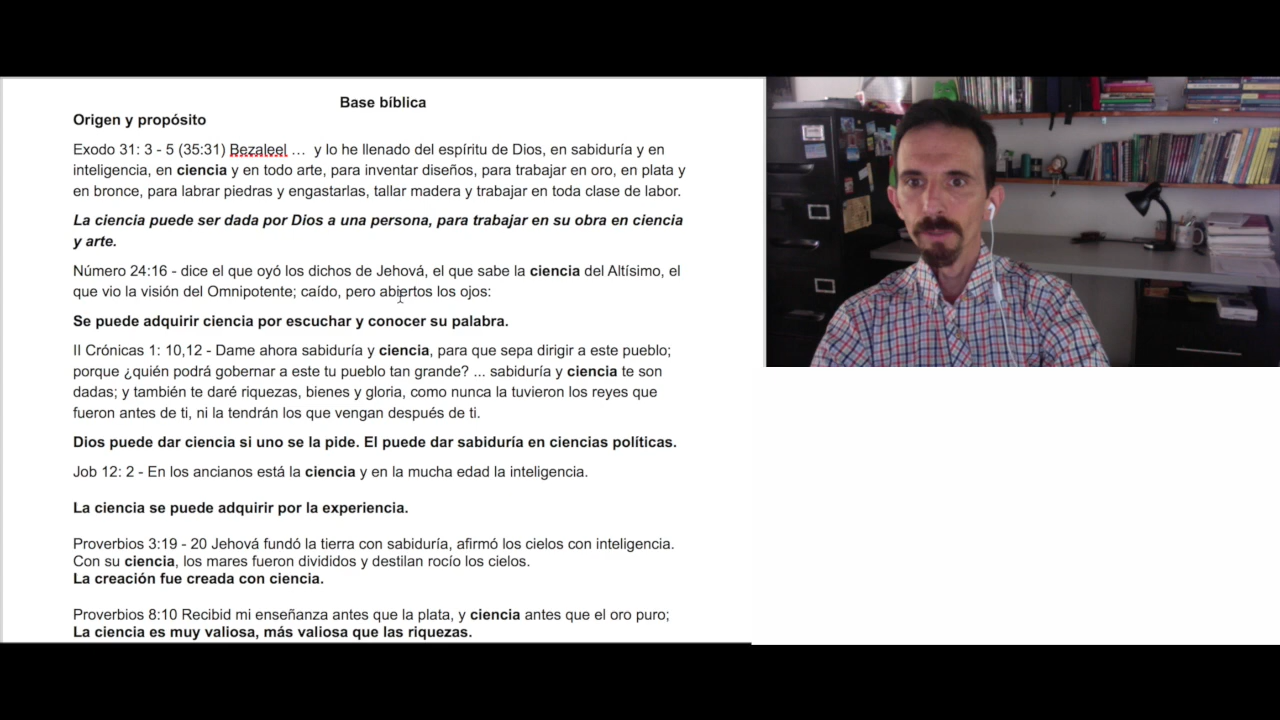 Base bíblica
Origen y propósito
Exodo 31: 3 - 5 (35:31) Bezaleel … y lo he llenado del espíritu de Dios, en sabiduría y en
inteligencia, en ciencia y en todo arte, para inventar diseños, para trabajar en oro, en plata y
en bronce, para labrar piedras y engastarlas, tallar madera y trabajar en toda clase de labor.
La ciencia puede ser dada por Dios a una persona, para trabajar en su obra en ciencia
y arte.
Número 24:16 - dice el que oyó los dichos de Jehová, el que sabe la ciencia del Altísimo, el
que vio la visión del Omnipotente; caído, pero abiertos los ojos:
Se puede adquirir ciencia por escuchar y conocer su palabra.
II Crónicas 1: 10,12 - Dame ahora sabiduría y ciencia, para que sepa dirigir a este pueblo;
porque ¿quién podrá gobernar a este tu pueblo tan grande? ... sabiduría y ciencia te son
dadas; y también te daré riquezas, bienes y gloria, como nunca la tuvieron los reyes que
fueron antes de ti, ni la tendrán los que vengan después de ti.
Dios puede dar ciencia si uno se la pide. El puede dar sabiduría en ciencias políticas.
Job 12: 2 - En los ancianos está la ciencia y en la mucha edad la inteligencia.
La ciencia se puede adquirir por la experiencia.
Proverbios 3:19 - 20 Jehová fundó la tierra con sabiduría, afirmó los cielos con inteligencia.
Con su ciencia, los mares fueron divididos y destilan rocío los cielos.
La creación fue creada con ciencia.
Proverbios 8:10 Recibid mi enseñanza antes que la plata, y ciencia antes que el oro puro;
La ciencia es muy valiosa, más valiosa que las riquezas.